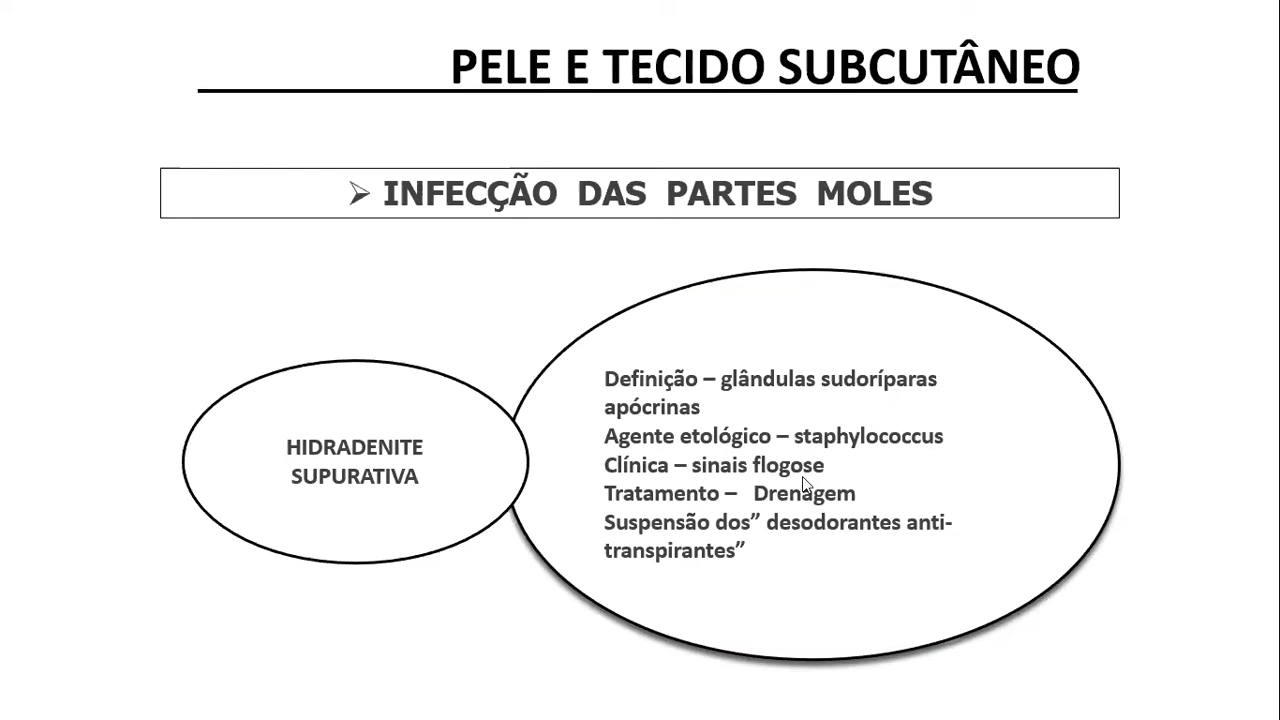 PELE E TECIDO SUBCUTÂNEO
➢ INFECÇÃO DAS PARTES MOLES
HIDRADENITE
SUPURATIVA
Definição – glândulas sudoríparas
apócrinas
Agente etológico – staphylococcus
Clínica – sinais flogose
Tratamento – Drenagem
Suspensão dos” desodorantes anti-
transpirantes”